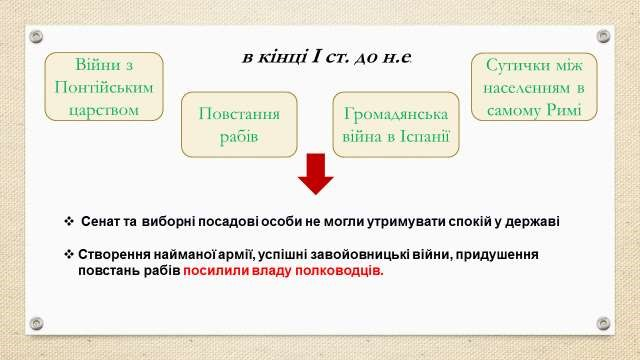 в кінці І ст. до н.е
Війни з
Понтійським
царством
Повстання
рабів
Громадянська
війна в Іспанії
Сутички між
населенням в
самому Римі
❖ Сенат та виборні посадові особи не могли утримувати спокій у державі
❖ Створення найманої армії, успішні завойовницькі війни, придушення
повстань рабів посилили владу полководців.